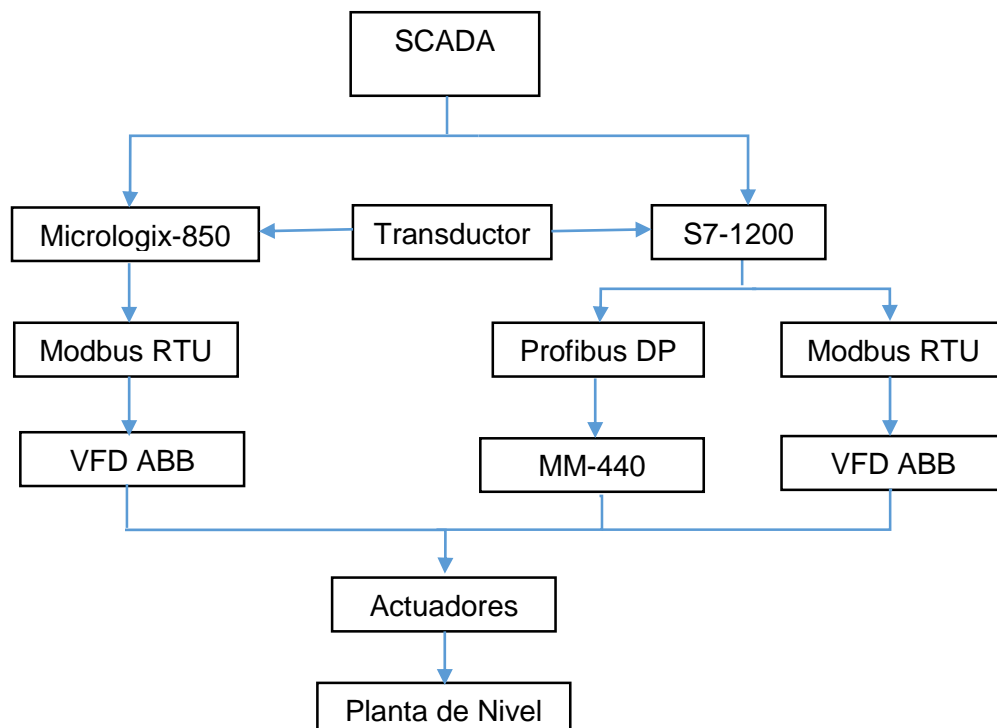 SCADA
Micrologix-850
Transductor
S7-1200
Modbus RTU
Profibus DP
Modbus RTU
VFD ABB
MM-440
VFD ABB
Actuadores
Planta de Nivel